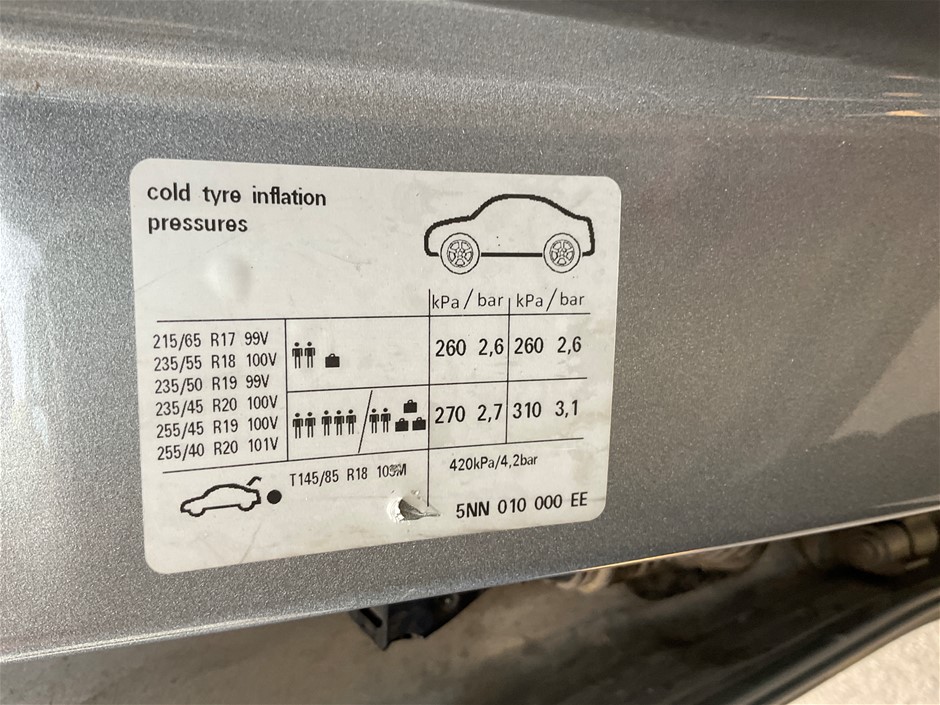 cold tyre inflation
pressures
kPa / bar kPa / bar
215/65 R17 99V
235/55 R18 100V
235/50 R19 99V
235/45 R20 100V
255/45 R19 100V
255/40 R20 101V
260 2,6 260 2,6
270 2,7 310 3,1
T145/85 R18 420kPa/4,2bar
5NN 010 000 EE